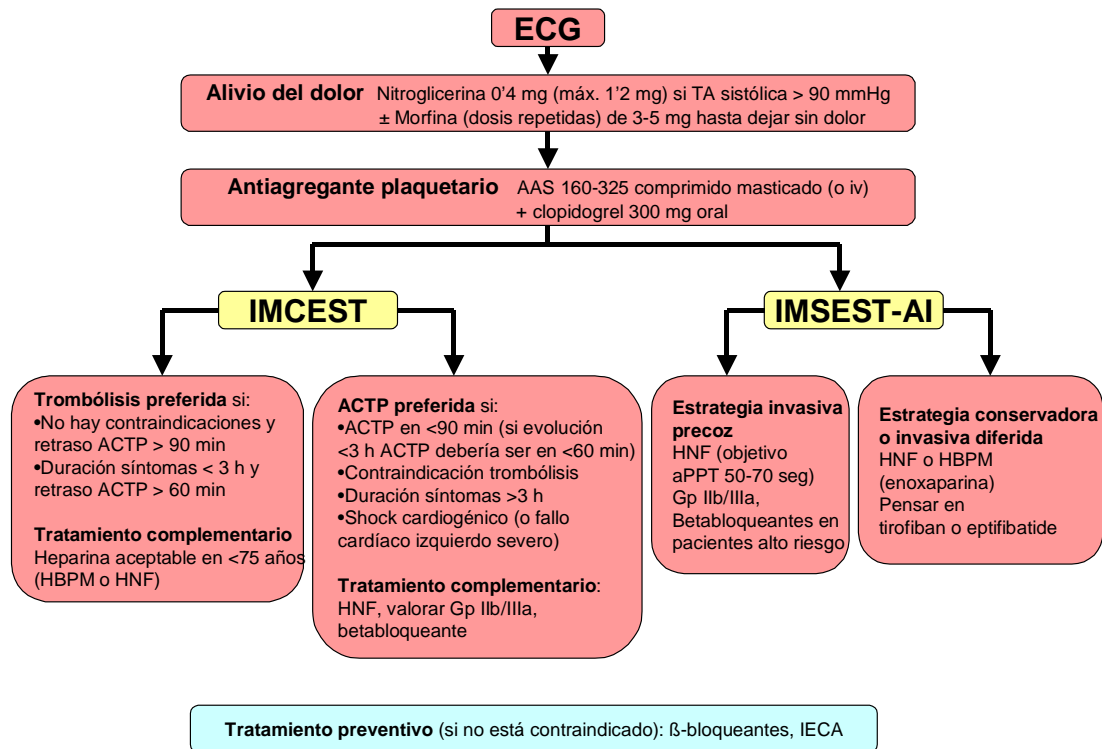 ECG
Alivio del dolor Nitroglicerina 0'4 mg (máx. 1'2 mg) si TA sistólica > 90 mmHg
± Morfina (dosis repetidas) de 3-5 mg hasta dejar sin dolor
Antiagregante plaquetario AAS 160-325 comprimido masticado (o iv)
+ clopidogrel 300 mg oral
IMCEST
IMSEST-AI
Trombólisis preferida si:
•No hay contraindicaciones y
retraso ACTP > 90 min
•Duración síntomas < 3 h y
retraso ACTP > 60 min
Tratamiento complementario
Heparina aceptable en <75 años
(HBPM o HNF)
ACTP preferida si:
•ACTP en <90 min (si evolución
<3 h ACTP debería ser en <60 min)
•Contraindicación trombólisis
•Duración síntomas >3 h
•Shock cardiogénico (o fallo
cardíaco izquierdo severo)
Tratamiento complementario:
HNF, valorar Gp IIb/IIIa,
betabloqueante
Estrategia invasiva
precoz
HNF (objetivo
aPPT 50-70 seg)
Gp IIb/IIIa,
Betabloqueantes en
pacientes alto riesgo
Estrategia conservadora
o invasiva diferida
HNF o HBPM
(enoxaparina)
Pensar en
tirofiban o eptifibatide
Tratamiento preventivo (si no está contraindicado): ß-bloqueantes, IECA